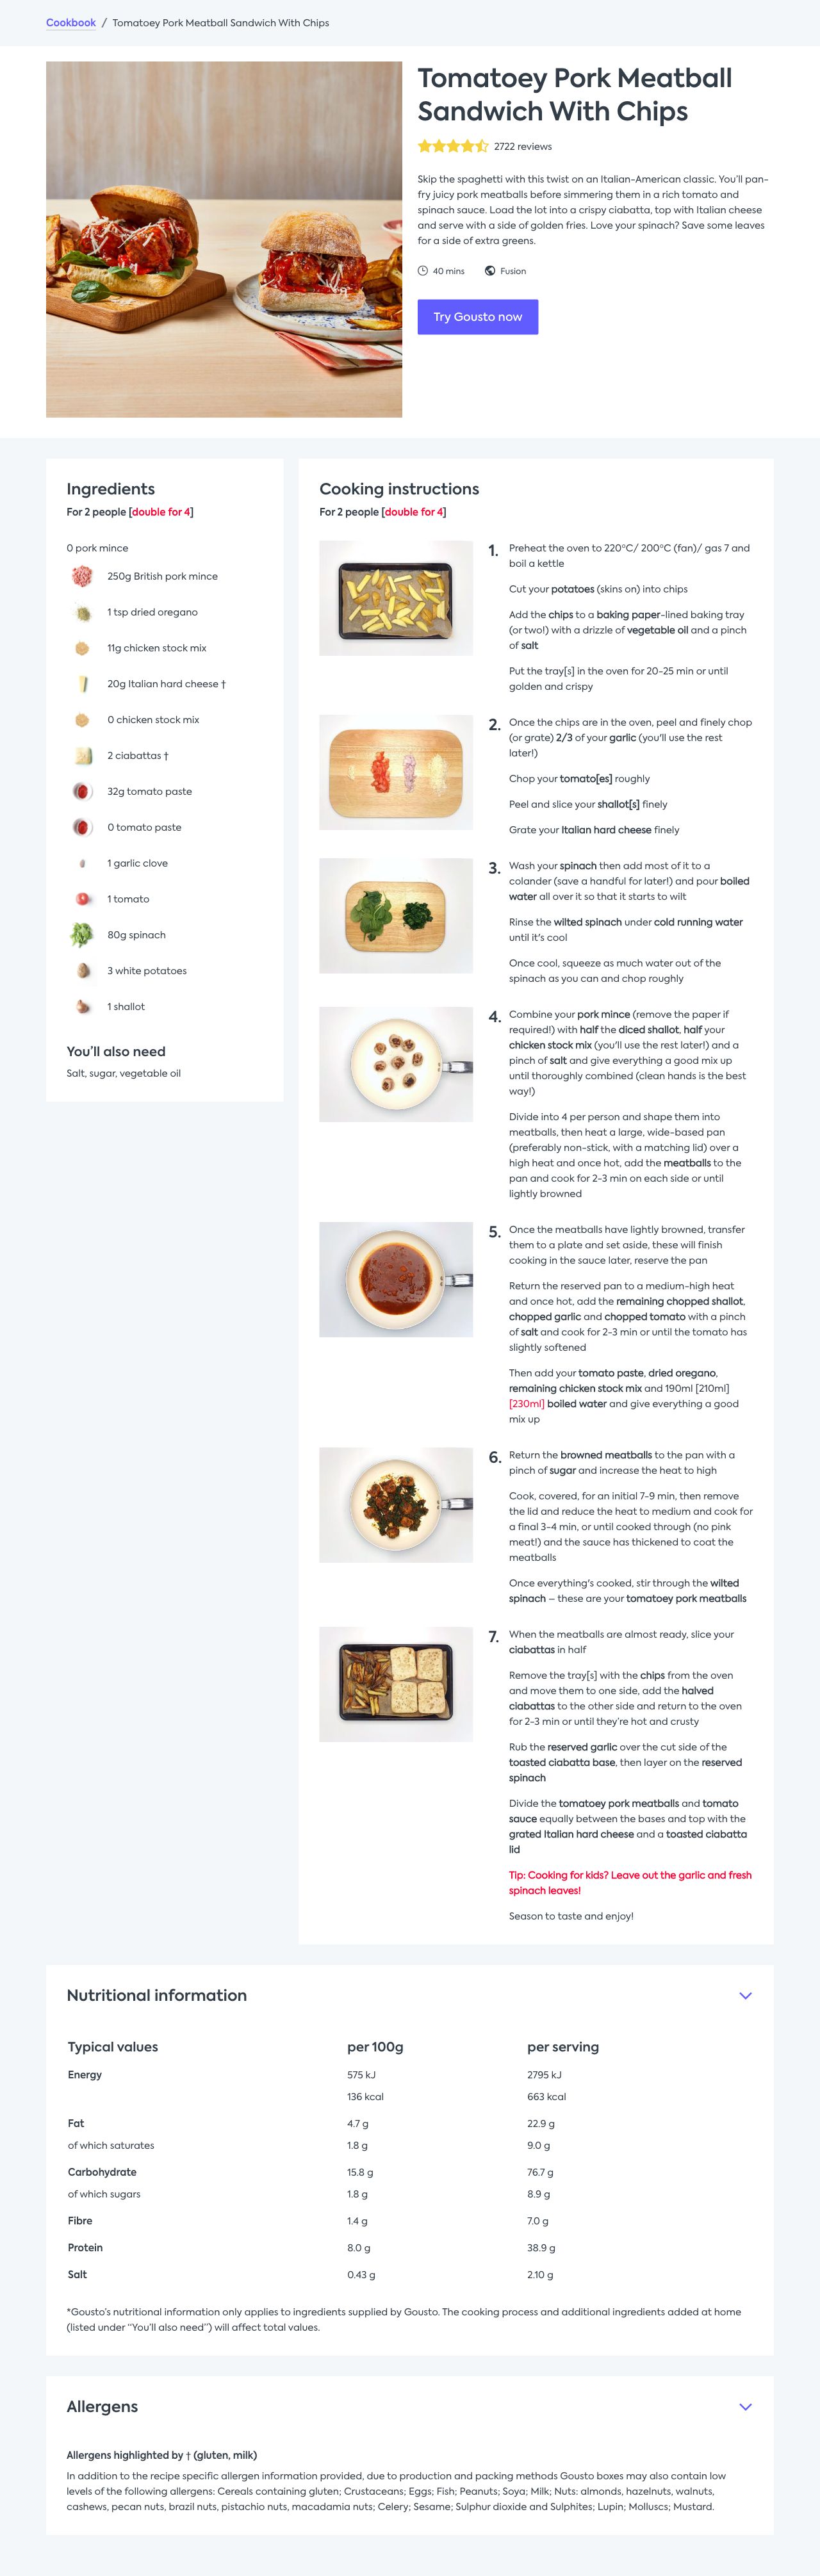 Cookbook / Tomatoey Pork Meatball Sandwich With Chips
Tomatoey Pork Meatball
Sandwich With Chips
2722 reviews
Skip the spaghetti with this twist on an Italian-American classic. You'll pan-
fry juicy pork meatballs before simmering them in a rich tomato and
spinach sauce. Load the lot into a crispy ciabatta, top with Italian cheese
and serve with a side of golden fries. Love your spinach? Save some leaves
for a side of extra greens.
40 mins Fusion
Try Gousto now
Ingredients
For 2 people [double for 4]
0 pork mince
250g British pork mince
1 tsp dried oregano
11g chicken stock mix
20g Italian hard cheese †
0 chicken stock mix
2 ciabattas †
32g tomato paste
0 tomato paste
1 garlic clove
1 tomato
80g spinach
3 white potatoes
1 shallot
You'll also need
Salt, sugar, vegetable oil
Cooking instructions
For 2 people [double for 4]
1. Preheat the oven to 220°C/ 200°C (fan)/ gas 7 and
boil a kettle
Cut your potatoes (skins on) into chips
Add the chips to a baking paper-lined baking tray
(or two!) with a drizzle of vegetable oil and a pinch
of salt
Put the tray[s] in the oven for 20-25 min or until
golden and crispy
2. Once the chips are in the oven, peel and finely chop
(or grate) 2/3 of your garlic (you'll use the rest
later!)
Chop your tomato[es] roughly
Peel and slice your shallot[s] finely
Grate your Italian hard cheese finely
3. Wash your spinach then add most of it to a
colander (save a handful for later!) and pour boiled
water all over it so that it starts to wilt
Rinse the wilted spinach under cold running water
until it's cool
Once cool, squeeze as much water out of the
spinach as you can and chop roughly
4. Combine your pork mince (remove the paper if
required!) with half the diced shallot, half your
chicken stock mix (you'll use the rest later!) and a
pinch of salt and give everything a good mix up
until thoroughly combined (clean hands is the best
way!)
Divide into 4 per person and shape them into
meatballs, then heat a large, wide-based pan
(preferably non-stick, with a matching lid) over a
high heat and once hot, add the meatballs to the
pan and cook for 2-3 min on each side or until
lightly browned
5. Once the meatballs have lightly browned, transfer
them to a plate and set aside, these will finish
cooking in the sauce later, reserve the pan
Return the reserved pan to a medium-high heat
and once hot, add the remaining chopped shallot,
chopped garlic and chopped tomato with a pinch
of salt and cook for 2-3 min or until the tomato has
slightly softened
Then add your tomato paste, dried oregano,
remaining chicken stock mix and 190ml [210ml]
[230ml] boiled water and give everything a good
mix up
6. Return the browned meatballs to the pan with a
pinch of sugar and increase the heat to high
Cook, covered, for an initial 7-9 min, then remove
the lid and reduce the heat to medium and cook for
a final 3-4 min, or until cooked through (no pink
meat!) and the sauce has thickened to coat the
meatballs
Once everything's cooked, stir through the wilted
spinach – these are your tomatoey pork meatballs
7. When the meatballs are almost ready, slice your
ciabattas in half
Remove the tray[s] with the chips from the oven
and move them to one side, add the halved
ciabattas to the other side and return to the oven
for 2-3 min or until they're hot and crusty
Rub the reserved garlic over the cut side of the
toasted ciabatta base, then layer on the reserved
spinach
Divide the tomatoey pork meatballs and tomato
sauce equally between the bases and top with the
grated Italian hard cheese and a toasted ciabatta
lid
Tip: Cooking for kids? Leave out the garlic and fresh
spinach leaves!
Season to taste and enjoy!
Nutritional information
Typical values per 100g per serving
Energy 575 kJ 2795 kJ
136 kcal 663 kcal
Fat 4.7 g 22.9 g
of which saturates 1.8 g 9.0 g
Carbohydrate 15.8 g 76.7 g
of which sugars 1.8 g 8.9 g
Fibre 1.4 g 7.0 g
Protein 8.0 g 38.9 g
Salt 0.43 g 2.10 g
*Gousto's nutritional information only applies to ingredients supplied by Gousto. The cooking process and additional ingredients added at home
(listed under "You'll also need") will affect total values.
Allergens
Allergens highlighted by † (gluten, milk)
In addition to the recipe specific allergen information provided, due to production and packing methods Gousto boxes may also contain low
levels of the following allergens: Cereals containing gluten; Crustaceans; Eggs; Fish; Peanuts; Soya; Milk; Nuts: almonds, hazelnuts, walnuts,
cashews, pecan nuts, brazil nuts, pistachio nuts, macadamia nuts; Celery; Sesame; Sulphur dioxide and Sulphites; Lupin; Molluscs; Mustard.